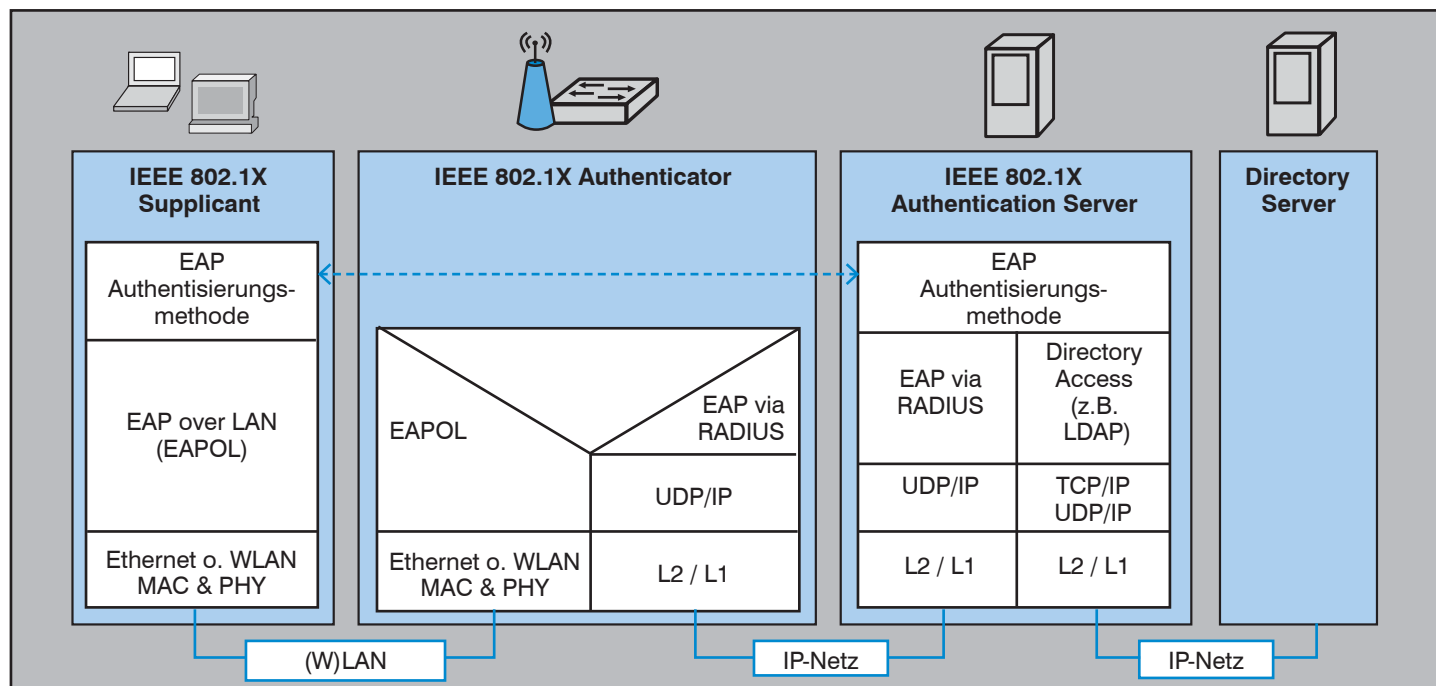 IEEE 802.1X
Supplicant
EAP
Authentisierungs-
methode
EAP over LAN
(EAPOL)
Ethernet o. WLAN
MAC & PHY
IEEE 802.1X Authenticator
EAPOL
EAP via
RADIUS
UDP/IP
Ethernet o. WLAN
MAC & PHY
L2 / L1
IEEE 802.1X
Authentication Server
EAP
Authentisierungs-
methode
EAP via
RADIUS
Directory
Access
(z.B.
LDAP)
UDP/IP
TCP/IP
UDP/IP
L2 / L1
L2 / L1
Directory
Server
(W)LAN
IP-Netz
IP-Netz